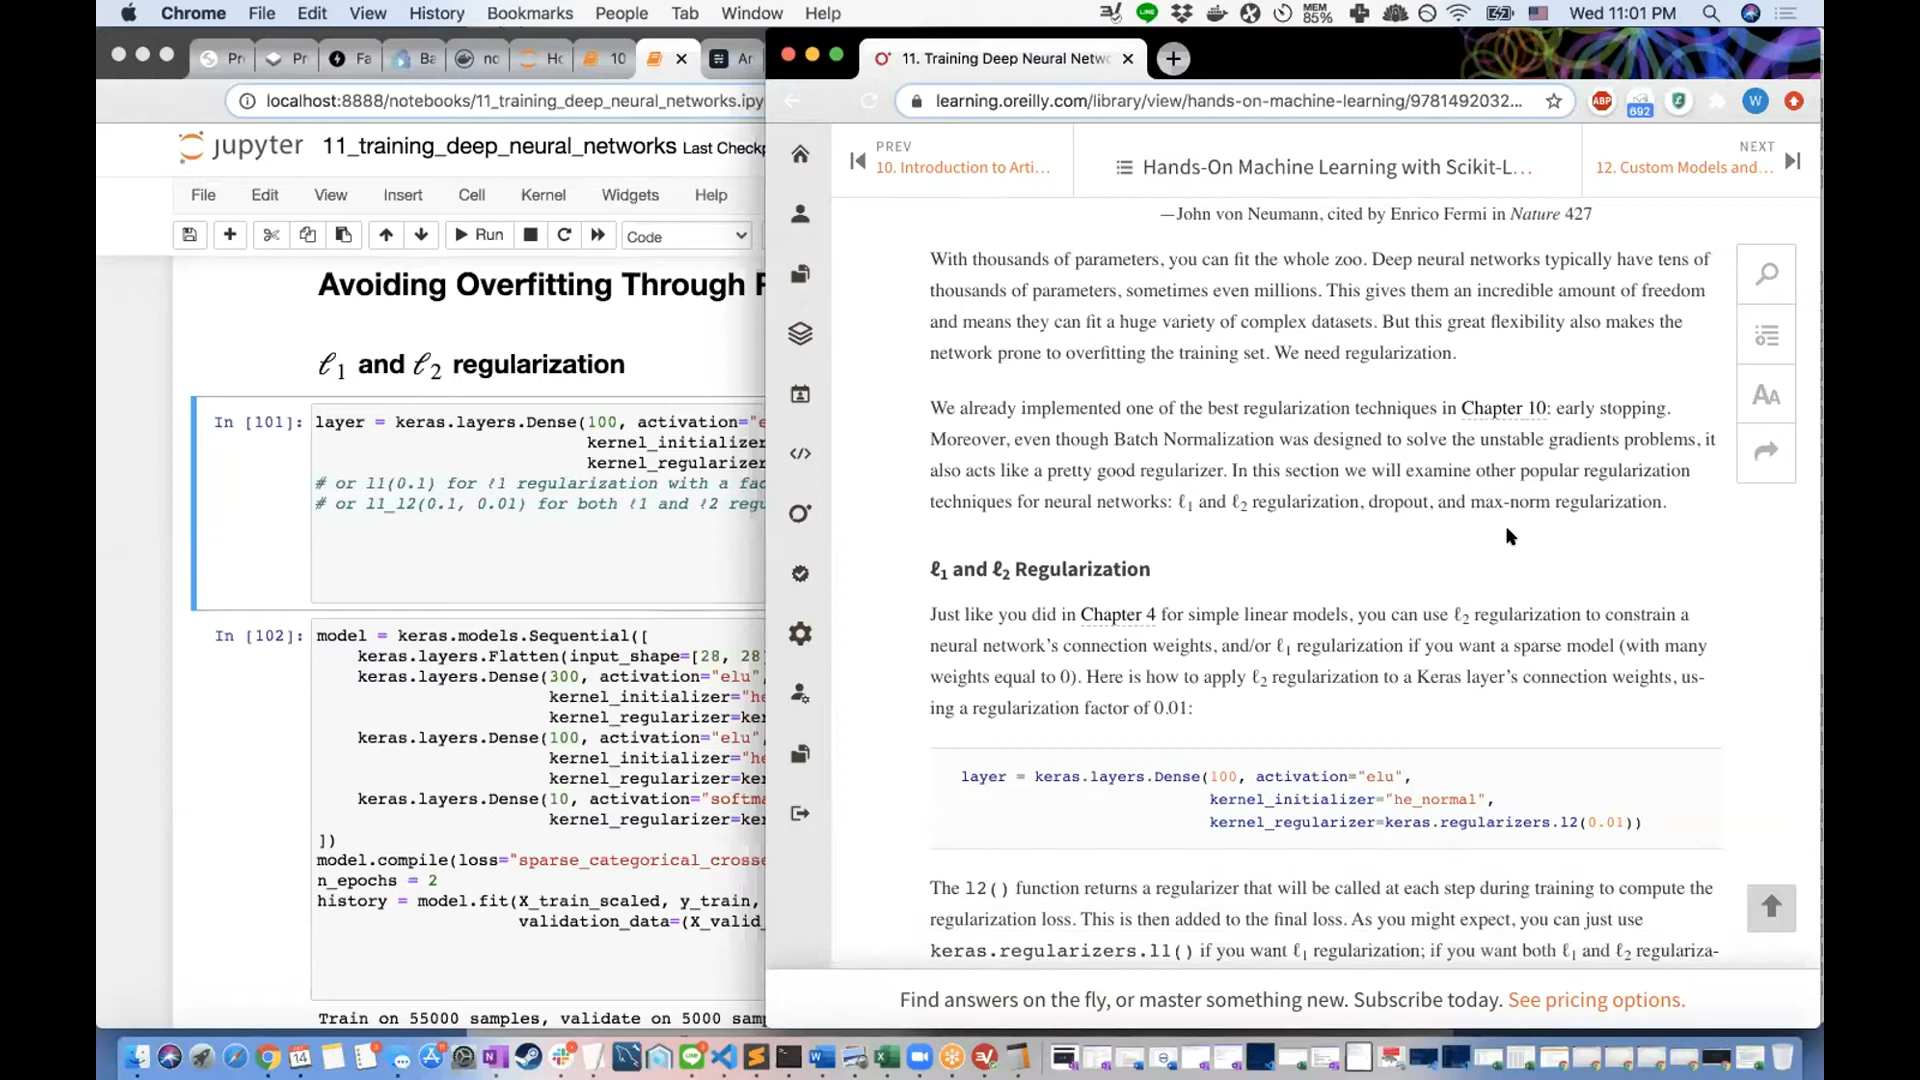 Chrome File Edit View History Bookmarks People Tab Window Help MEM 85% Wed 11:01 PM
Pr Pr Fa Ba no Ho 10 Ar
localhost:8888/notebooks/11_training_deep_neural_networks.ipy
jupyter 11_training_deep_neural_networks Last Checkp
File Edit View Insert Cell Kernel Widgets Help
Run Code
Avoiding Overfitting Through
ℓ1 and ℓ2 regularization
In [101]: layer = keras.layers.Dense(100, activation="e
kernel_initializer
kernel_regularizer
# or l1(0.1) for ℓ1 regularization with a fac
# or l1_l2(0.1, 0.01) for both ℓ1 and ℓ2 regu
In [102]: model = keras.models.Sequential([
keras.layers.Flatten(input_shape=[28, 28]
keras.layers.Dense(300, activation="elu",
kernel_initializer="he
kernel_regularizer=ker
keras.layers.Dense(100, activation="elu",
kernel_initializer="he
kernel_regularizer=ker
keras.layers.Dense(10, activation="softma
kernel_regularizer=ker
])
model.compile(loss="sparse_categorical_crosse
n_epochs = 2
history = model.fit(X_train_scaled, y_train,
validation_data=(X_valid_
Train on 55000 samples, validate on 5000 sam
11. Training Deep Neural Netwo
learning.oreilly.com/library/view/hands-on-machine-learning/9781492032...
ABP 692 W
PREV
10. Introduction to Arti...
Hands-On Machine Learning with Scikit-L...
NEXT
12. Custom Models and...
—John von Neumann, cited by Enrico Fermi in Nature 427
With thousands of parameters, you can fit the whole zoo. Deep neural networks typically have tens of
thousands of parameters, sometimes even millions. This gives them an incredible amount of freedom
and means they can fit a huge variety of complex datasets. But this great flexibility also makes the
network prone to overfitting the training set. We need regularization.
We already implemented one of the best regularization techniques in Chapter 10: early stopping.
Moreover, even though Batch Normalization was designed to solve the unstable gradients problems, it
also acts like a pretty good regularizer. In this section we will examine other popular regularization
techniques for neural networks: ℓ1 and ℓ2 regularization, dropout, and max-norm regularization.
ℓ1 and ℓ2 Regularization
Just like you did in Chapter 4 for simple linear models, you can use ℓ2 regularization to constrain a
neural network’s connection weights, and/or ℓ1 regularization if you want a sparse model (with many
weights equal to 0). Here is how to apply ℓ2 regularization to a Keras layer’s connection weights, us-
ing a regularization factor of 0.01:
layer = keras.layers.Dense(100, activation="elu",
kernel_initializer="he_normal",
kernel_regularizer=keras.regularizers.l2(0.01))
The l2() function returns a regularizer that will be called at each step during training to compute the
regularization loss. This is then added to the final loss. As you might expect, you can just use
keras.regularizers.l1() if you want ℓ1 regularization; if you want both ℓ1 and ℓ2 regulariza-
AA
Find answers on the fly, or master something new. Subscribe today. See pricing options.
14